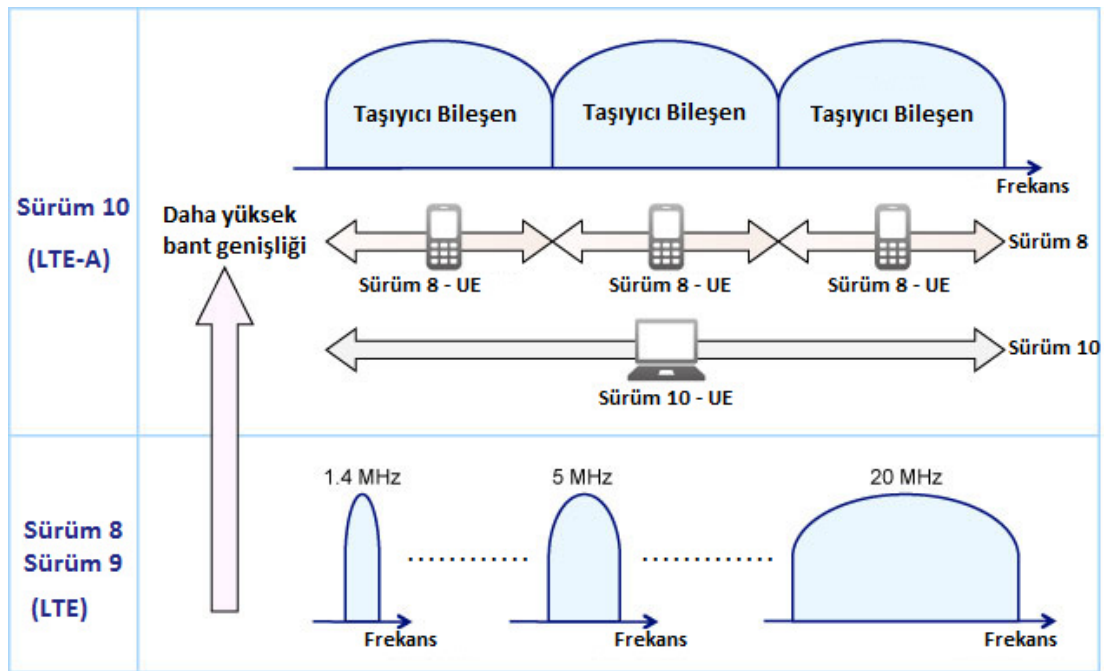 Taşıyıcı Bileşen
Taşıyıcı Bileşen
Taşıyıcı Bileşen
Frekans
Sürüm 10
(LTE-A)
Daha yüksek
bant genişliği
Sürüm 8
Sürüm 8 - UE
Sürüm 8 - UE
Sürüm 8 - UE
Sürüm 10
Sürüm 10 - UE
1.4 MHz
5 MHz
20 MHz
Sürüm 8
Sürüm 9
(LTE)
Frekans
Frekans
Frekans